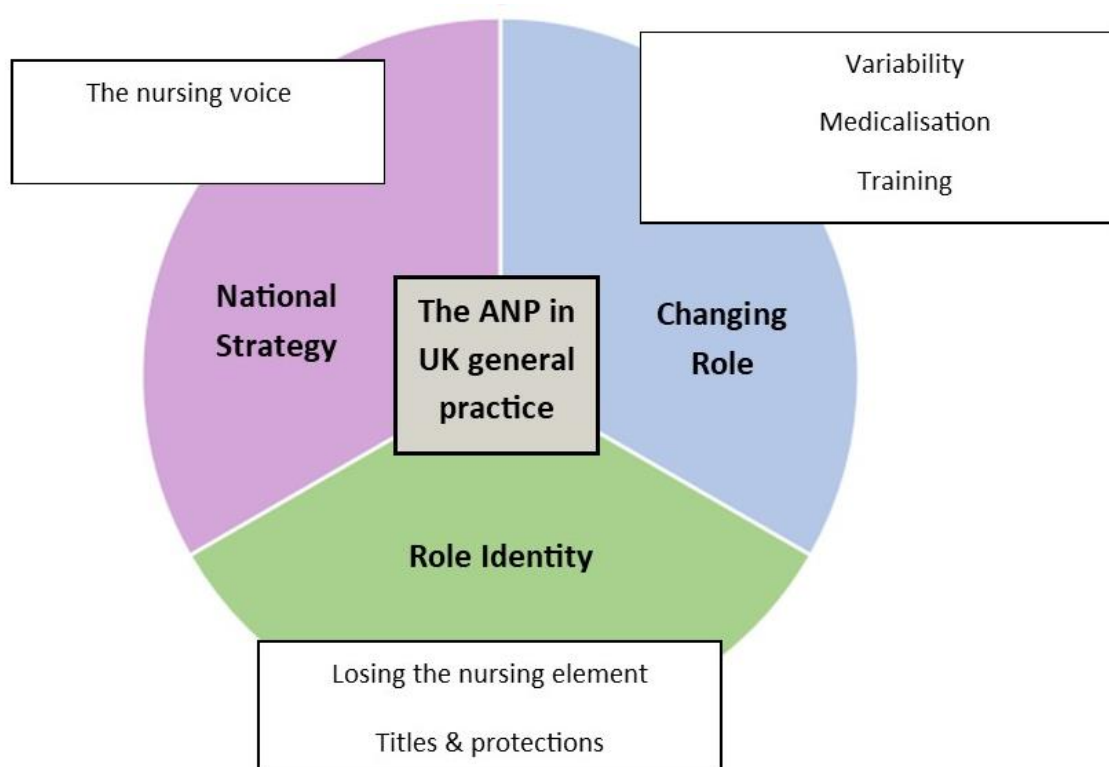 The nursing voice
Variability
Medicalisation
Training
National
Strategy
The ANP in
UK general
practice
Changing
Role
Role Identity
Losing the nursing element
Titles & protections